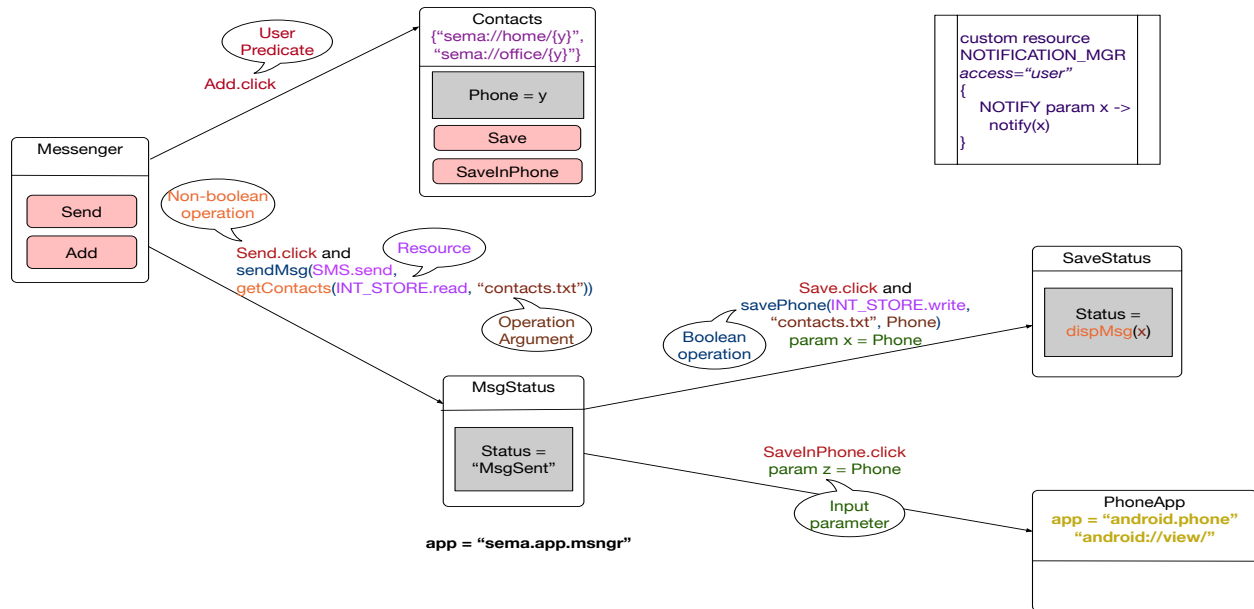 Contacts
{“sema://home/{y}”,
“sema://office/{y}”}
Phone = y
Save
SaveInPhone
User
Predicate
Add.click
custom resource
NOTIFICATION_MGR
access=“user”
{
NOTIFY param x ->
notify(x)
}
Messenger
Send
Add
Non-boolean
operation
Send.click and
sendMsg(SMS.send,
getContacts(INT_STORE.read, “contacts.txt”))
Resource
Operation
Argument
MsgStatus
Status =
“MsgSent”
Save.click and
savePhone(INT_STORE.write,
“contacts.txt”, Phone)
param x = Phone
Boolean
operation
SaveStatus
Status =
dispMsg(x)
SaveInPhone.click
param z = Phone
Input
parameter
PhoneApp
app = “android.phone”
“android://view/”
app = “sema.app.msngr”